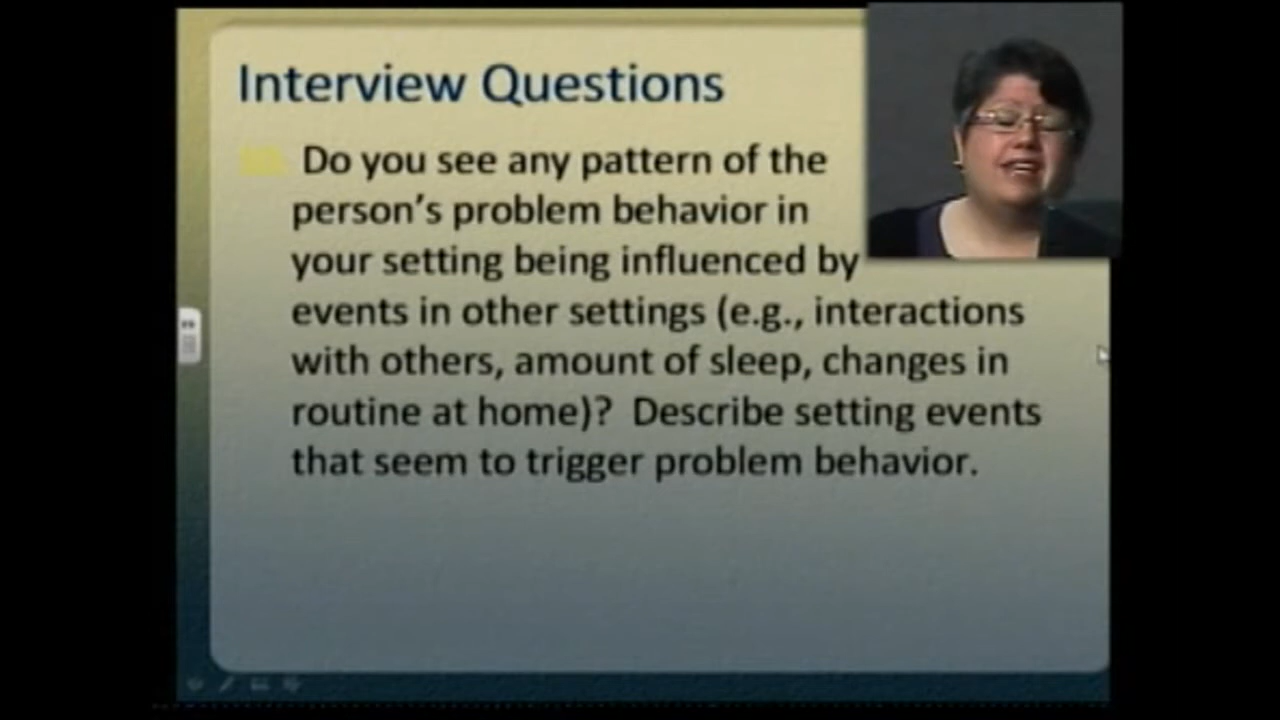 Interview Questions
Do you see any pattern of the
person's problem behavior in
your setting being influenced by
events in other settings (e.g., interactions
with others, amount of sleep, changes in
routine at home)?  Describe setting events
that seem to trigger problem behavior.